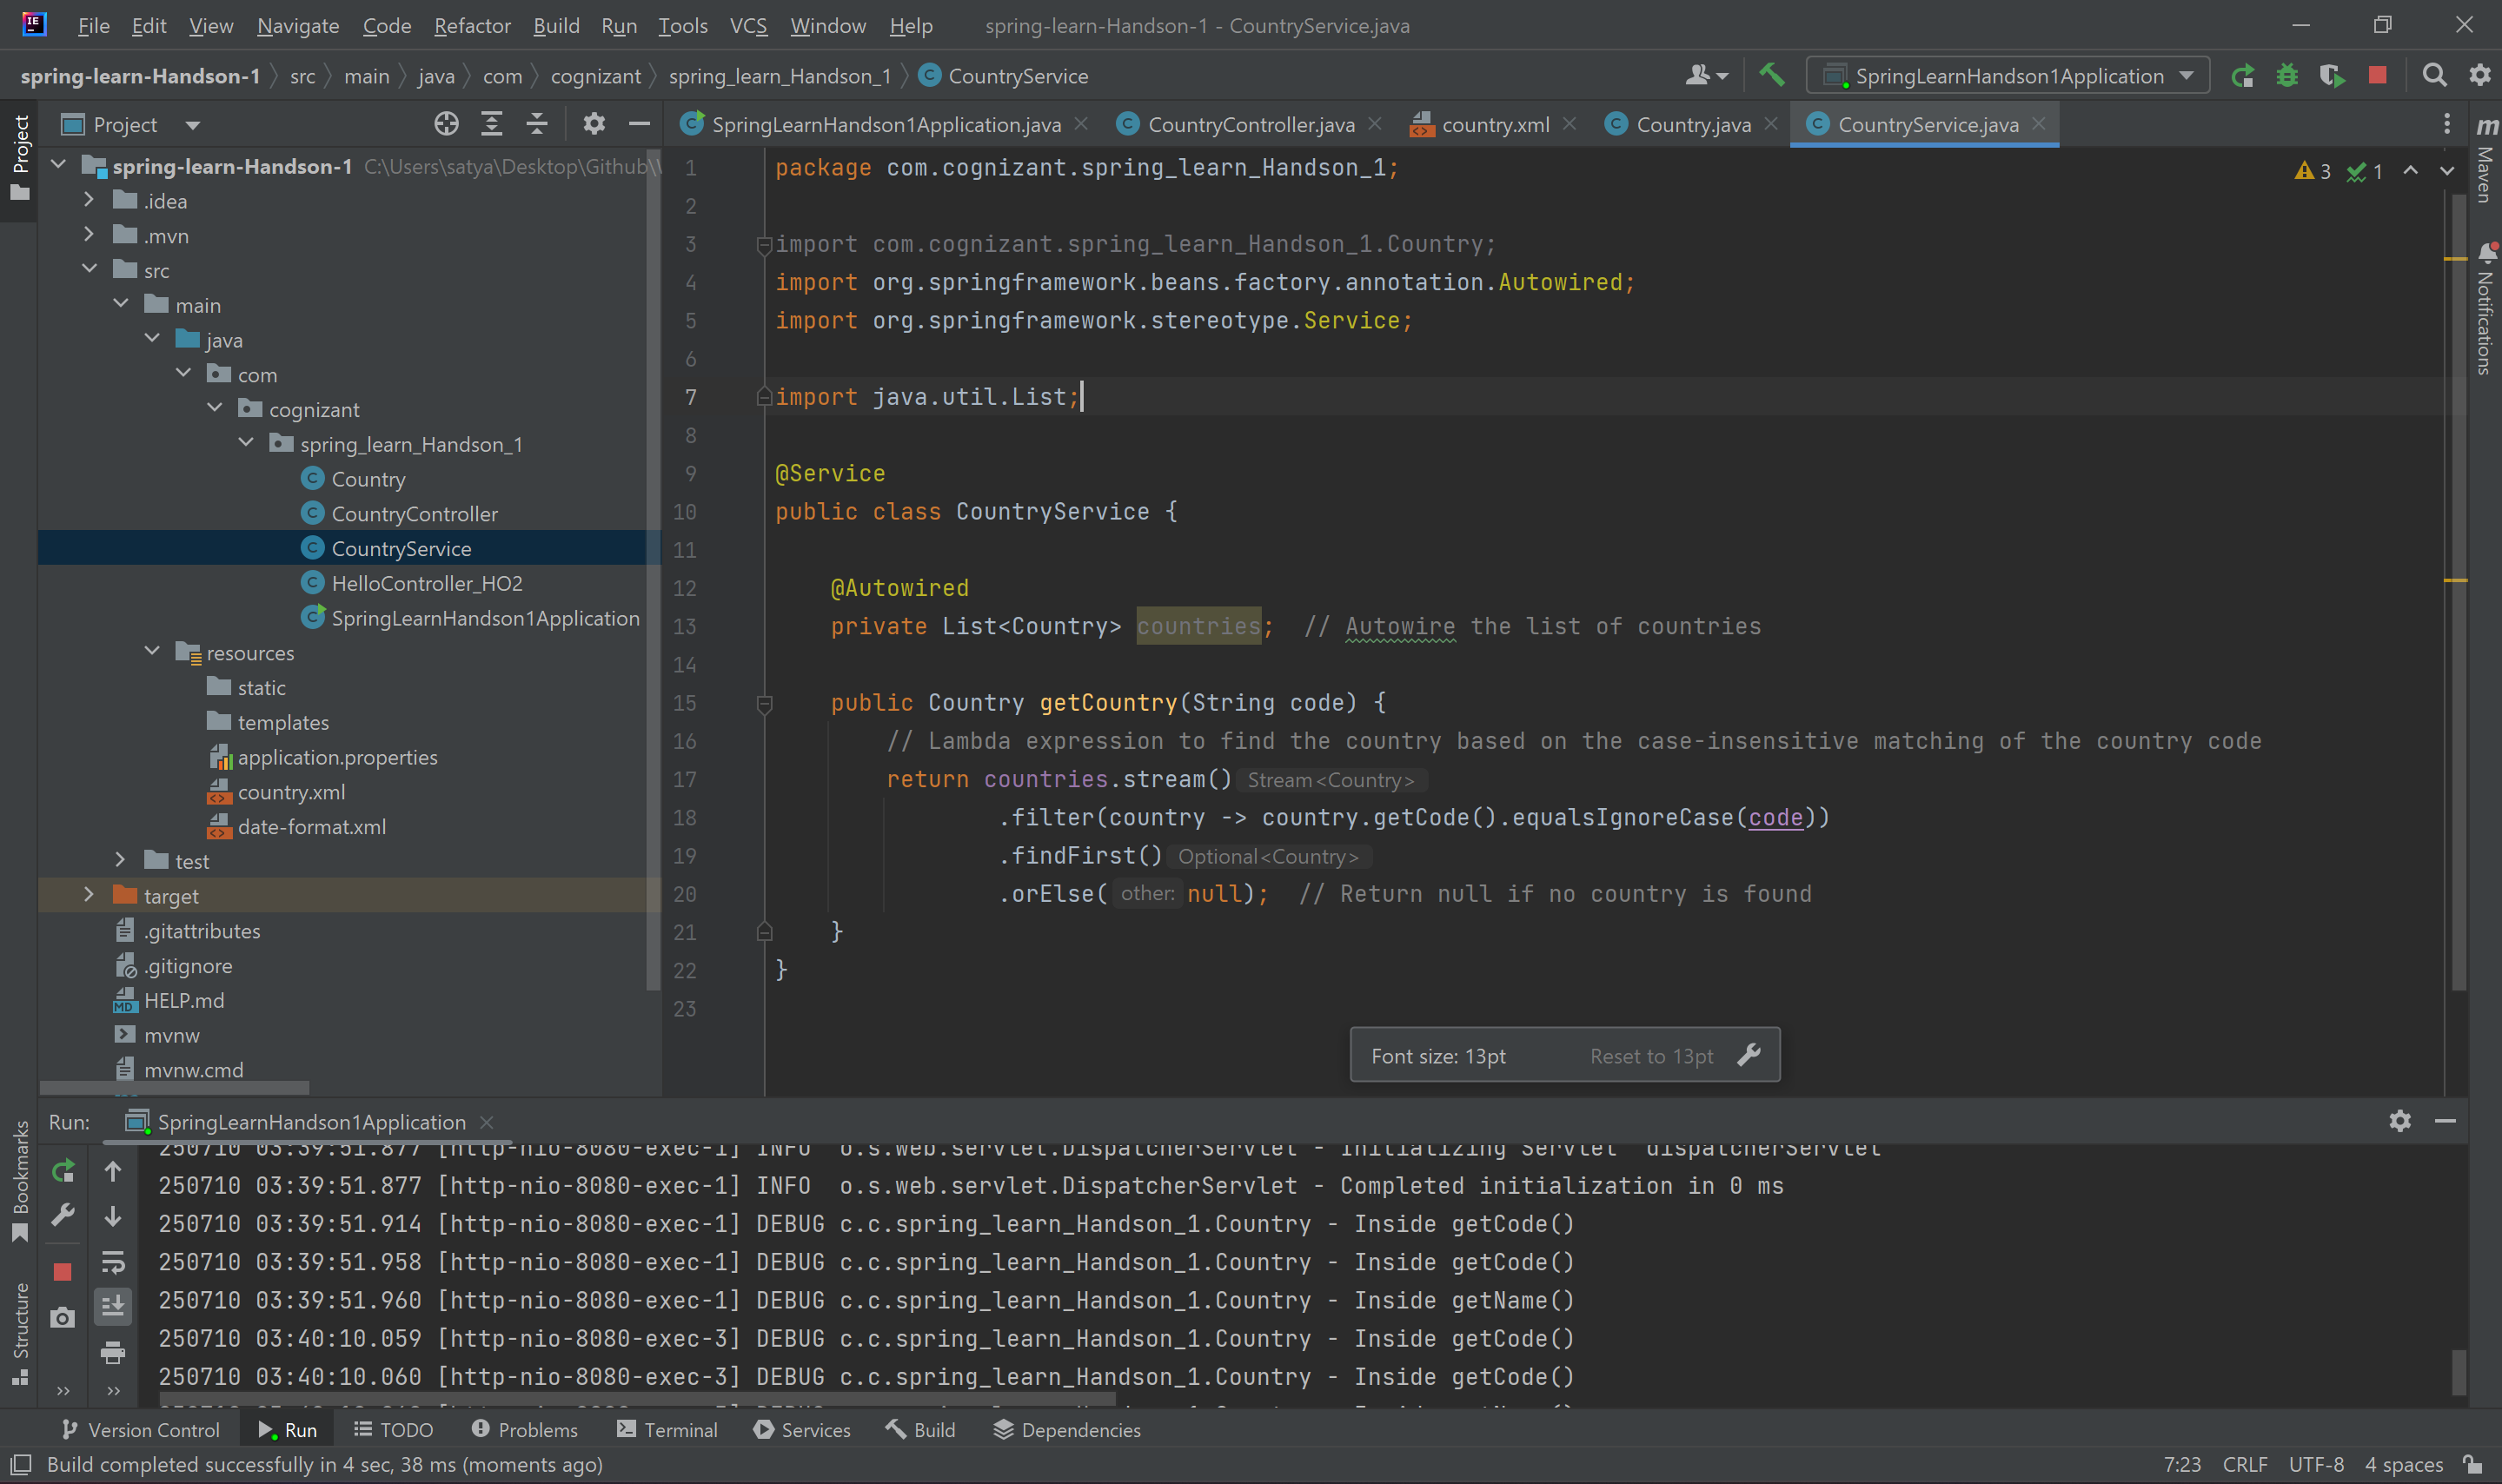 File Edit View Navigate Code Refactor Build Run Tools VCS Window Help spring-learn-Handson-1 - CountryService.java
spring-learn-Handson-1 src main java com cognizant spring_learn_Handson_1 CountryService SpringLearnHandson1Application
Project
SpringLearnHandson1Application.java CountryController.java country.xml Country.java CountryService.java
Project
spring-learn-Handson-1 C:\Users\satya\Desktop\Github\
.idea
.mvn
src
main
java
com
cognizant
spring_learn_Handson_1
Country
CountryController
CountryService
HelloController_HO2
SpringLearnHandson1Application
resources
static
templates
application.properties
country.xml
date-format.xml
test
target
.gitattributes
.gitignore
HELP.md
mvnw
mvnw.cmd
3 1
1 package com.cognizant.spring_learn_Handson_1;
2
3 import com.cognizant.spring_learn_Handson_1.Country;
4 import org.springframework.beans.factory.annotation.Autowired;
5 import org.springframework.stereotype.Service;
6
7 import java.util.List;
8
9 @Service
10 public class CountryService {
11
12 @Autowired
13 private List<Country> countries; // Autowire the list of countries
14
15 public Country getCountry(String code) {
16 // Lambda expression to find the country based on the case-insensitive matching of the country code
17 return countries.stream() Stream<Country>
18 .filter(country -> country.getCode().equalsIgnoreCase(code))
19 .findFirst() Optional<Country>
20 .orElse( other: null); // Return null if no country is found
21 }
22 }
23
Font size: 13pt Reset to 13pt
m Maven
Notifications
Bookmarks
Structure
Run: SpringLearnHandson1Application
250710 03:39:51.877 [http-nio-8080-exec-1] INFO o.s.web.servlet.DispatcherServlet - Initializing Servlet 'dispatcherServlet'
250710 03:39:51.877 [http-nio-8080-exec-1] INFO o.s.web.servlet.DispatcherServlet - Completed initialization in 0 ms
250710 03:39:51.914 [http-nio-8080-exec-1] DEBUG c.c.spring_learn_Handson_1.Country - Inside getCode()
250710 03:39:51.958 [http-nio-8080-exec-1] DEBUG c.c.spring_learn_Handson_1.Country - Inside getCode()
250710 03:39:51.960 [http-nio-8080-exec-1] DEBUG c.c.spring_learn_Handson_1.Country - Inside getName()
250710 03:40:10.059 [http-nio-8080-exec-3] DEBUG c.c.spring_learn_Handson_1.Country - Inside getCode()
250710 03:40:10.060 [http-nio-8080-exec-3] DEBUG c.c.spring_learn_Handson_1.Country - Inside getCode()
Version Control Run TODO Problems Terminal Services Build Dependencies
Build completed successfully in 4 sec, 38 ms (moments ago) 7:23 CRLF UTF-8 4 spaces